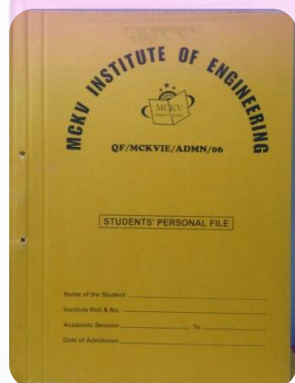 MCKV INSTITUTE OF ENGINEERING
MCKV
QF/MCKVIE/ADMN/06
STUDENTS' PERSONAL FILE
Name of the Student
Institute Roll & No.
Academic Session To
Date of Admission